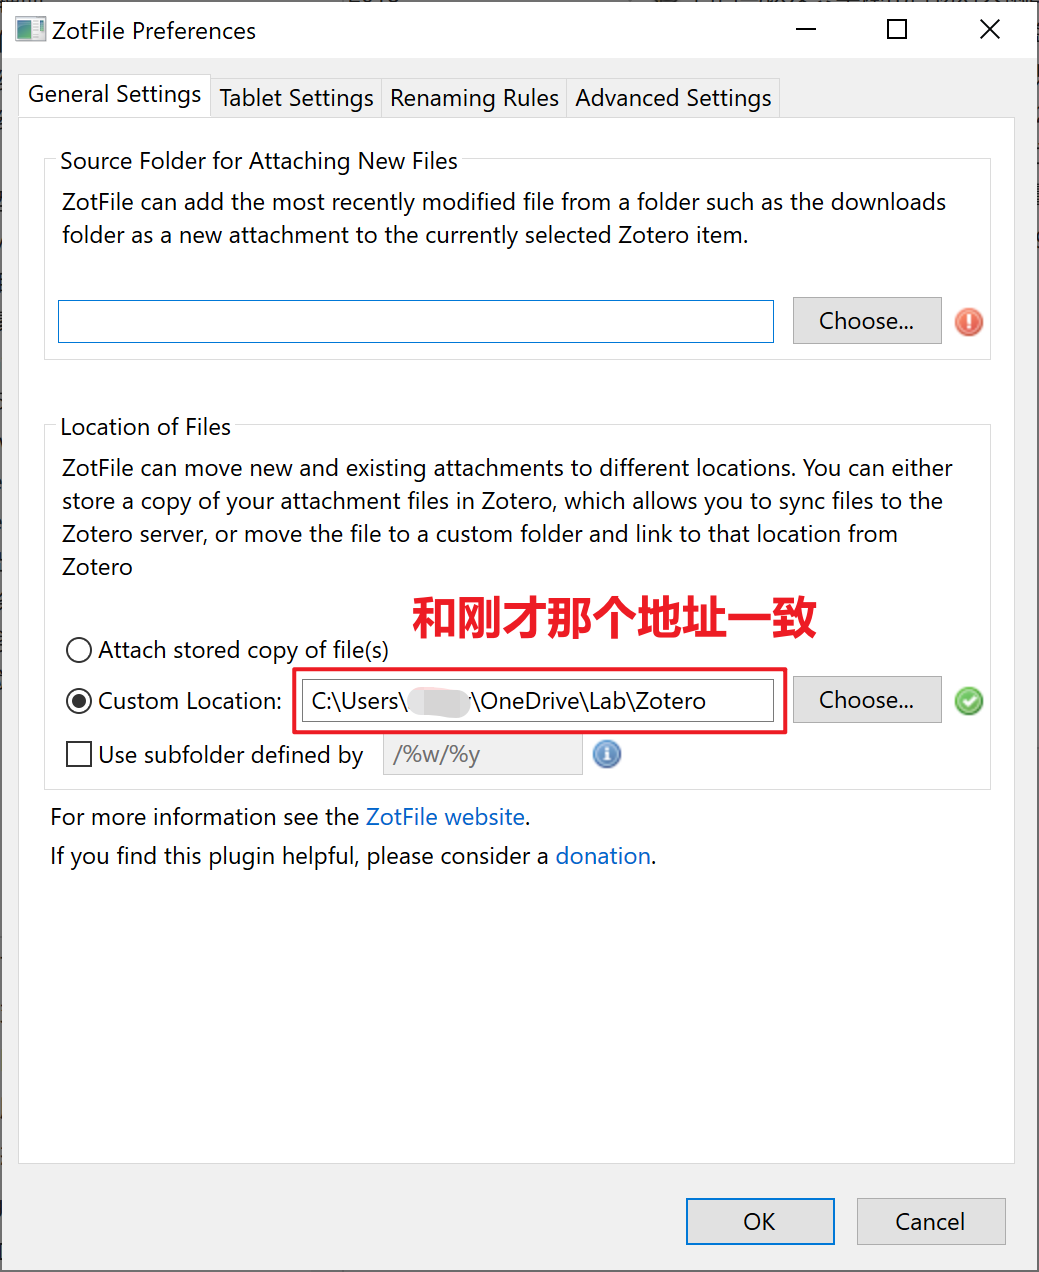 ZotFile Preferences
General Settings
Tablet Settings
Renaming Rules
Advanced Settings
Source Folder for Attaching New Files
ZotFile can add the most recently modified file from a folder such as the downloads
folder as a new attachment to the currently selected Zotero item.
Choose...
Location of Files
ZotFile can move new and existing attachments to different locations. You can either
store a copy of your attachment files in Zotero, which allows you to sync files to the
Zotero server, or move the file to a custom folder and link to that location from
Zotero
和刚才那个地址一致
Attach stored copy of file(s)
Custom Location:
C:\Users\ \OneDrive\Lab\Zotero
Choose...
Use subfolder defined by
/%w/%y
For more information see the ZotFile website.
If you find this plugin helpful, please consider a donation.
OK
Cancel